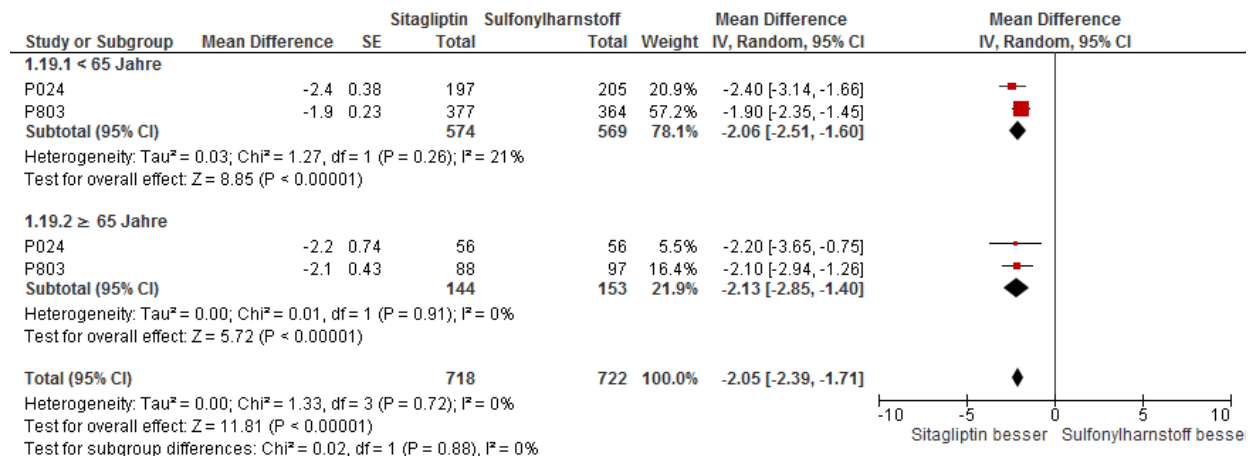 Sitagliptin Sulfonylharnstoff Mean Difference Mean Difference
Study or Subgroup Mean Difference SE Total Total Weight IV, Random, 95% CI IV, Random, 95% CI
1.19.1 < 65 Jahre
P024 -2.4 0.38 197 205 20.9% -2.40 [-3.14, -1.66]
P803 -1.9 0.23 377 364 57.2% -1.90 [-2.35, -1.45]
Subtotal (95% CI) 574 569 78.1% -2.06 [-2.51, -1.60]
Heterogeneity: Tau² = 0.03; Chi² = 1.27, df = 1 (P = 0.26); I² = 21%
Test for overall effect: Z = 8.85 (P < 0.00001)
1.19.2 ≥ 65 Jahre
P024 -2.2 0.74 56 56 5.5% -2.20 [-3.65, -0.75]
P803 -2.1 0.43 88 97 16.4% -2.10 [-2.94, -1.26]
Subtotal (95% CI) 144 153 21.9% -2.13 [-2.85, -1.40]
Heterogeneity: Tau² = 0.00; Chi² = 0.01, df = 1 (P = 0.91); I² = 0%
Test for overall effect: Z = 5.72 (P < 0.00001)
Total (95% CI) 718 722 100.0% -2.05 [-2.39, -1.71]
Heterogeneity: Tau² = 0.00; Chi² = 1.33, df = 3 (P = 0.72); I² = 0%
Test for overall effect: Z = 11.81 (P < 0.00001)
Test for subgroup differences: Chi² = 0.02, df = 1 (P = 0.88), I² = 0%
-10 -5 0 5 10
Sitagliptin besser Sulfonylharnstoff besser